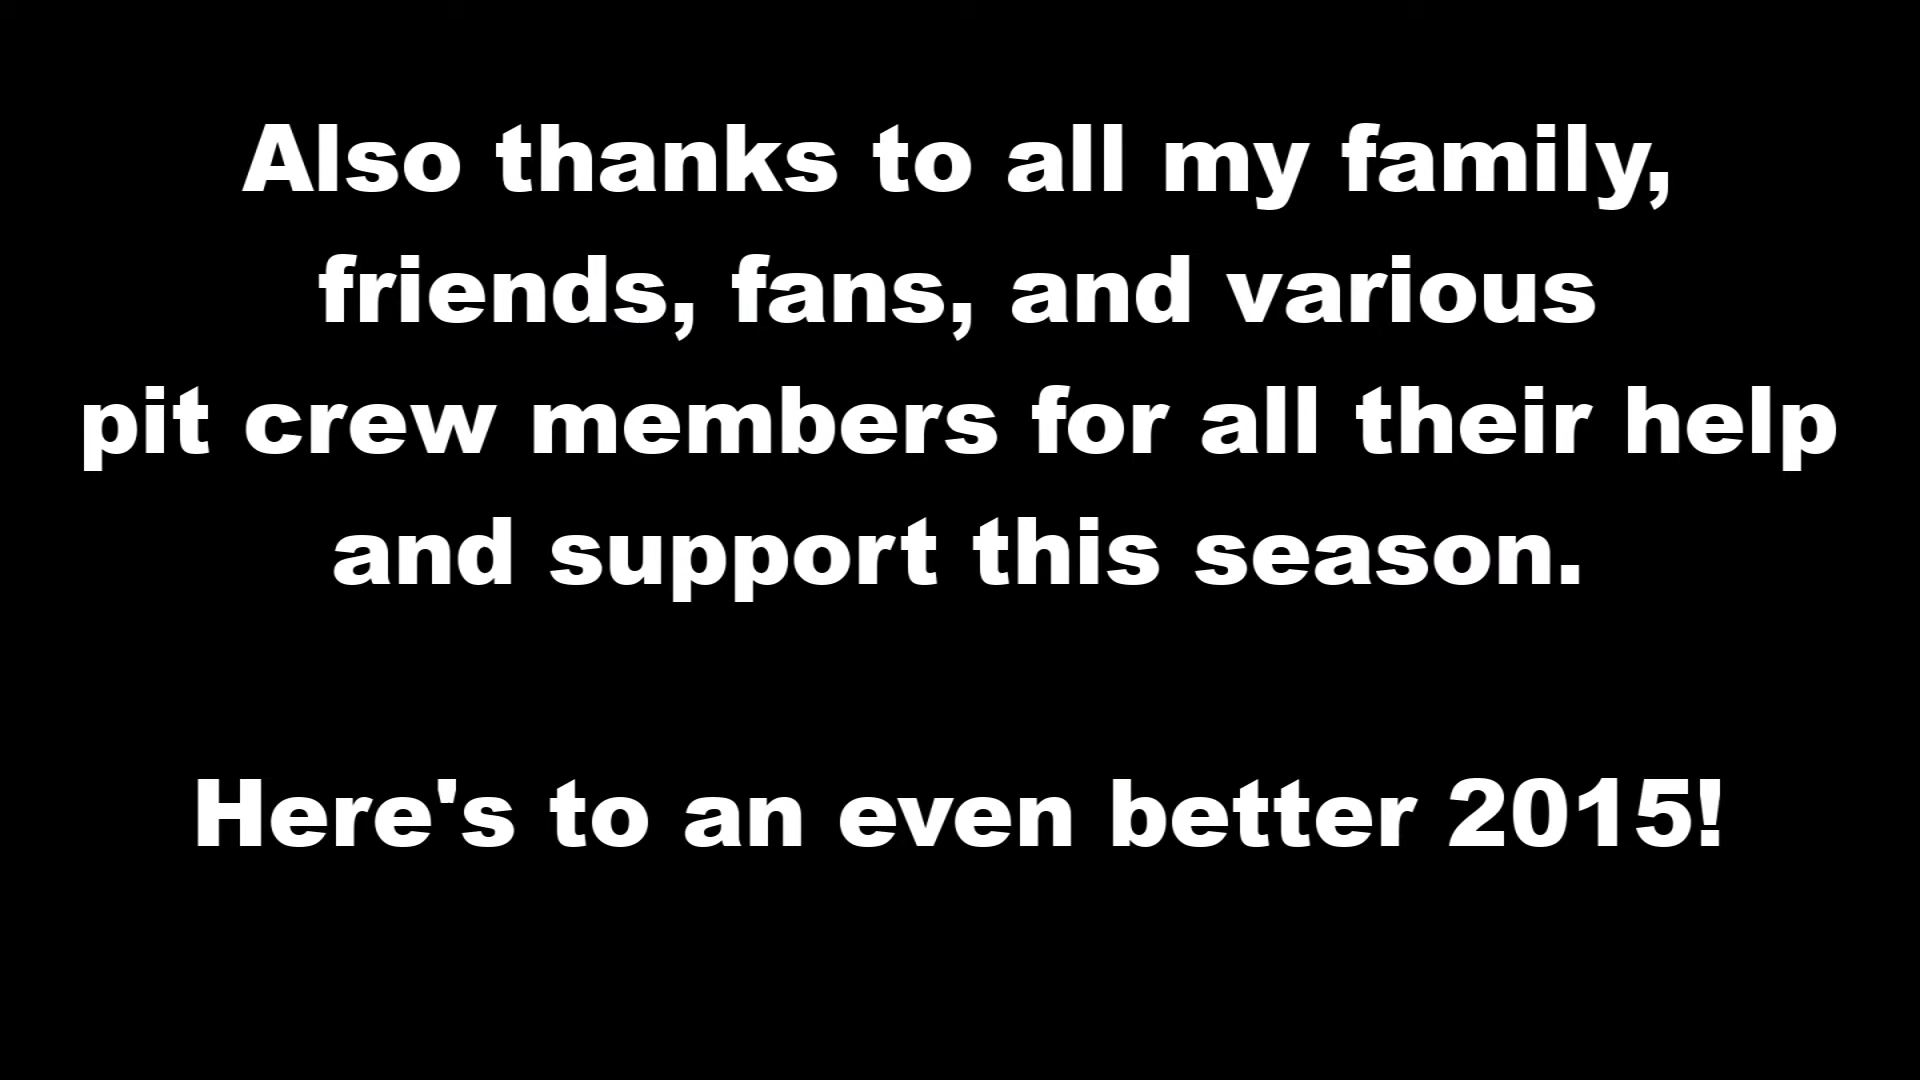 Also thanks to all my family,
friends, fans, and various
pit crew members for all their help
and support this season.
Here's to an even better 2015!